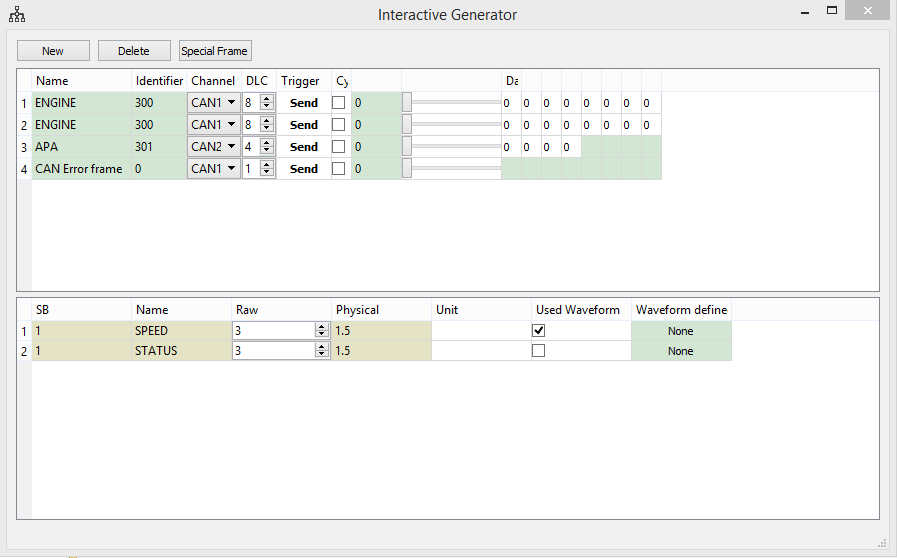 Interactive Generator
New Delete Special Frame
Name Identifier Channel DLC Trigger Cy Da
1 ENGINE 300 CAN1 8 Send 0 0 0 0 0 0 0 0 0
2 ENGINE 300 CAN1 8 Send 0 0 0 0 0 0 0 0 0
3 APA 301 CAN2 4 Send 0 0 0 0 0
4 CAN Error frame 0 CAN1 1 Send 0
SB Name Raw Physical Unit Used Waveform Waveform define
1 1 SPEED 3 1.5 None
2 1 STATUS 3 1.5 None